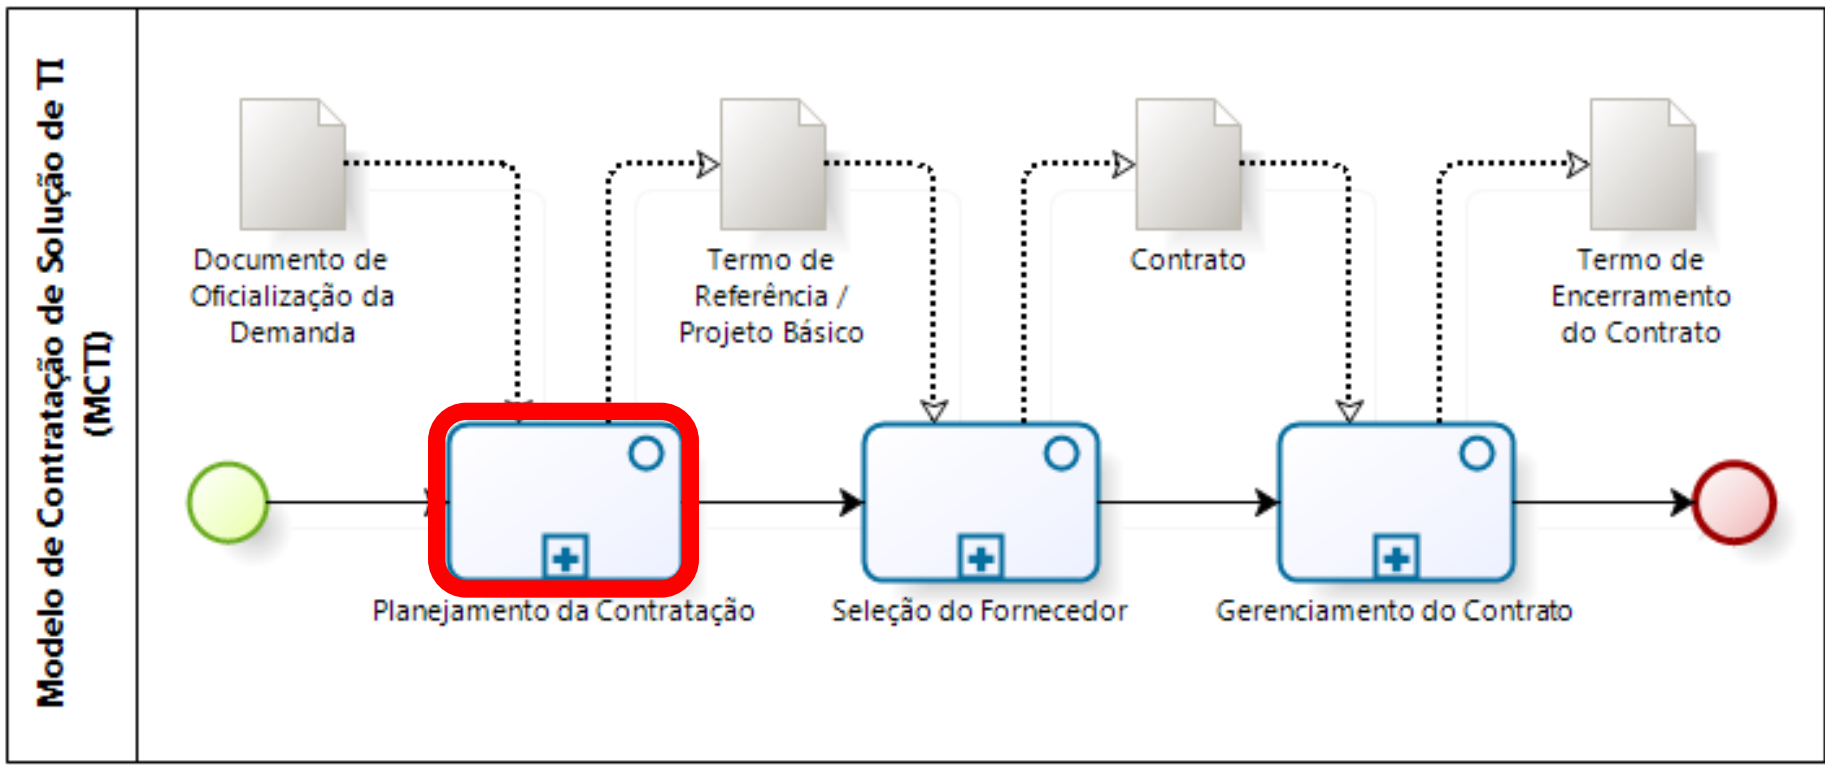 Modelo de Contratação de Solução de TI
(MCTI)
Documento de
Oficialização da
Demanda
Termo de
Referência /
Projeto Básico
Contrato
Termo de
Encerramento
do Contrato
Planejamento da Contratação
Seleção do Fornecedor
Gerenciamento do Contrato